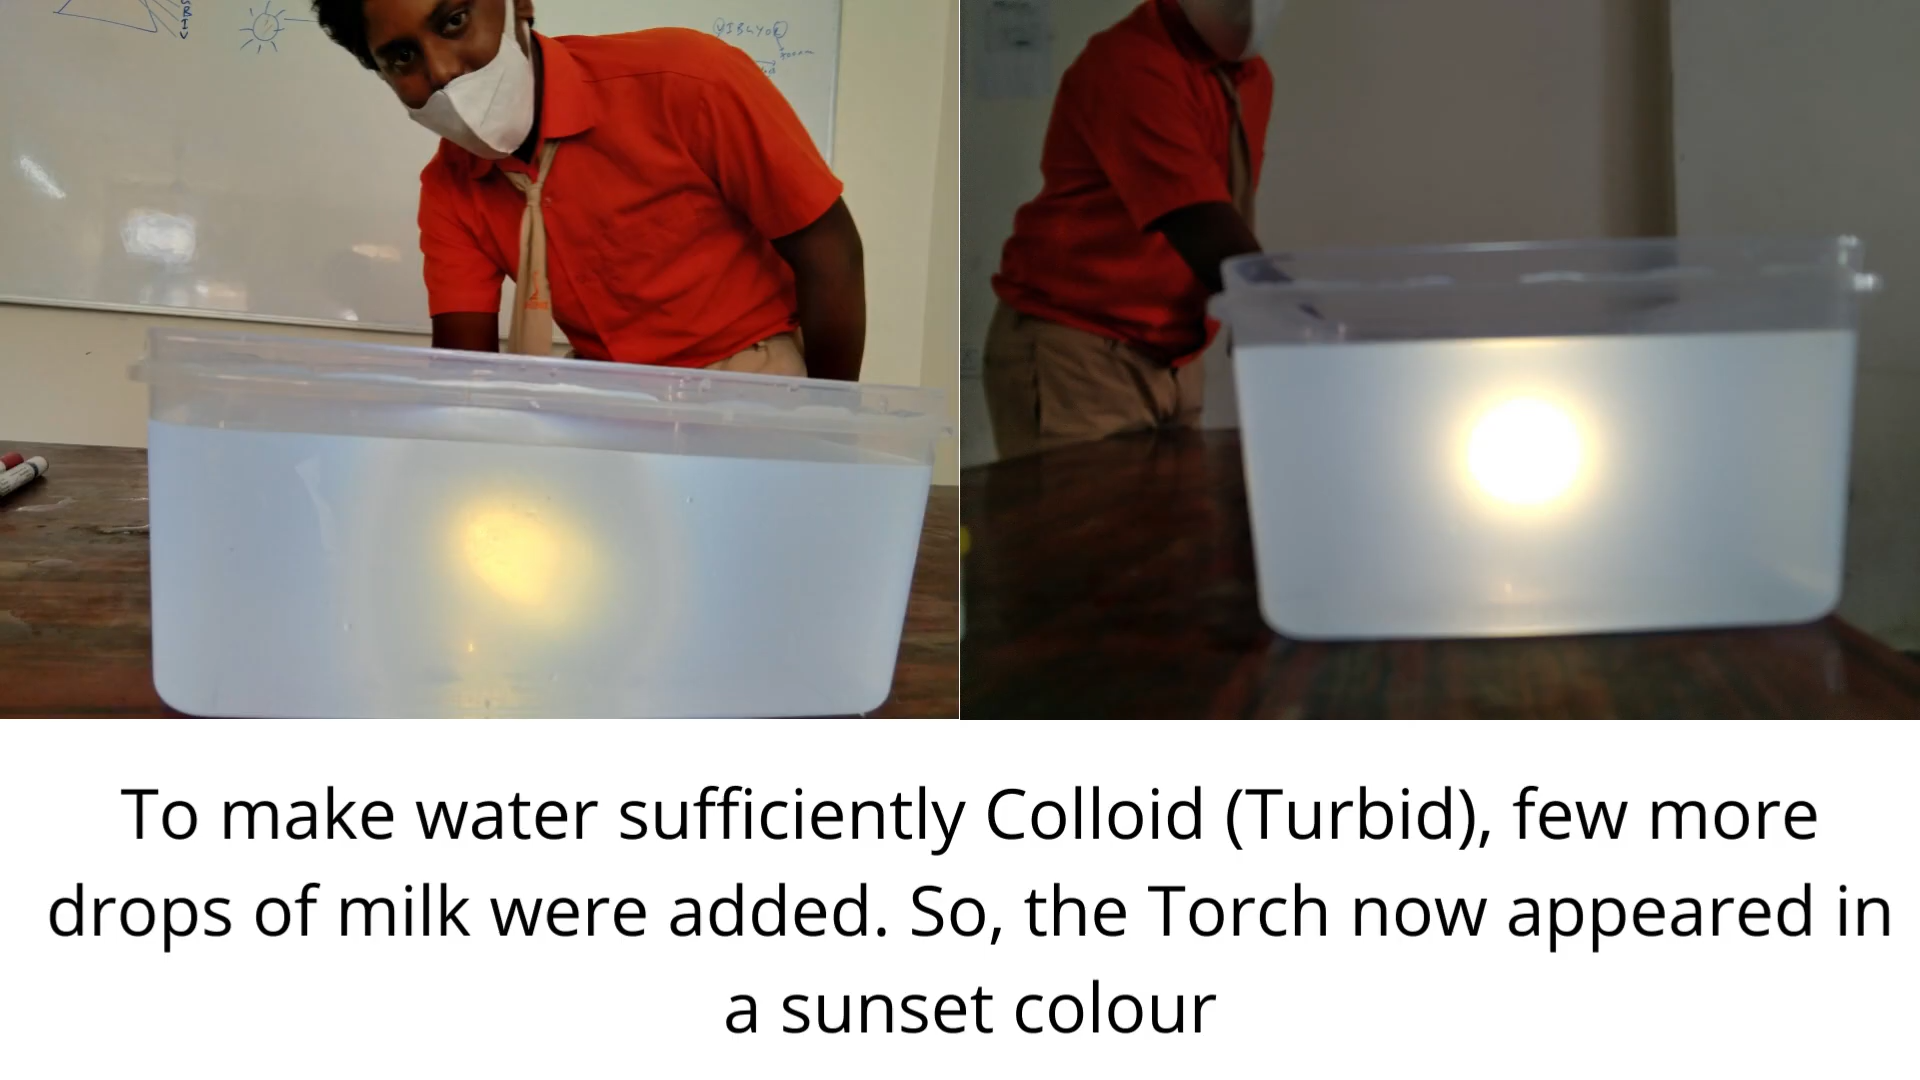 VIBGYOR
To make water sufficiently Colloid (Turbid), few more
drops of milk were added. So, the Torch now appeared in
a sunset colour